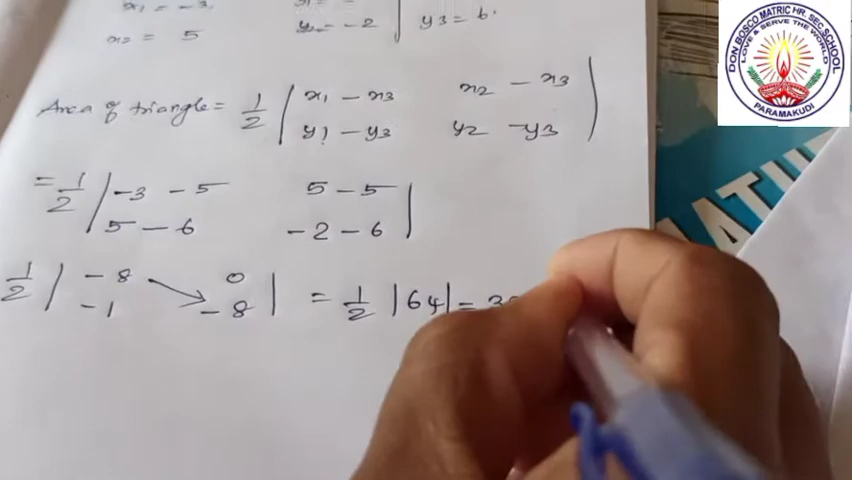 x₁ = -3
x₂ = 5
y₂ = -2
y₃ = 6
Area of triangle = 1/2 | x₁ - x₃   x₂ - x₃ |
| y₁ - y₃   y₂ - y₃ |
= 1/2 | -3 - 5   5 - 5 |
| 5 - 6   -2 - 6 |
1/2 | -8   0 | = 1/2 |64| =
| -1   -8 |
DON BOSCO MATRIC HR. SEC SCHOOL
LOVE & SERVE THE WORLD
PARAMAKUDI
MATI